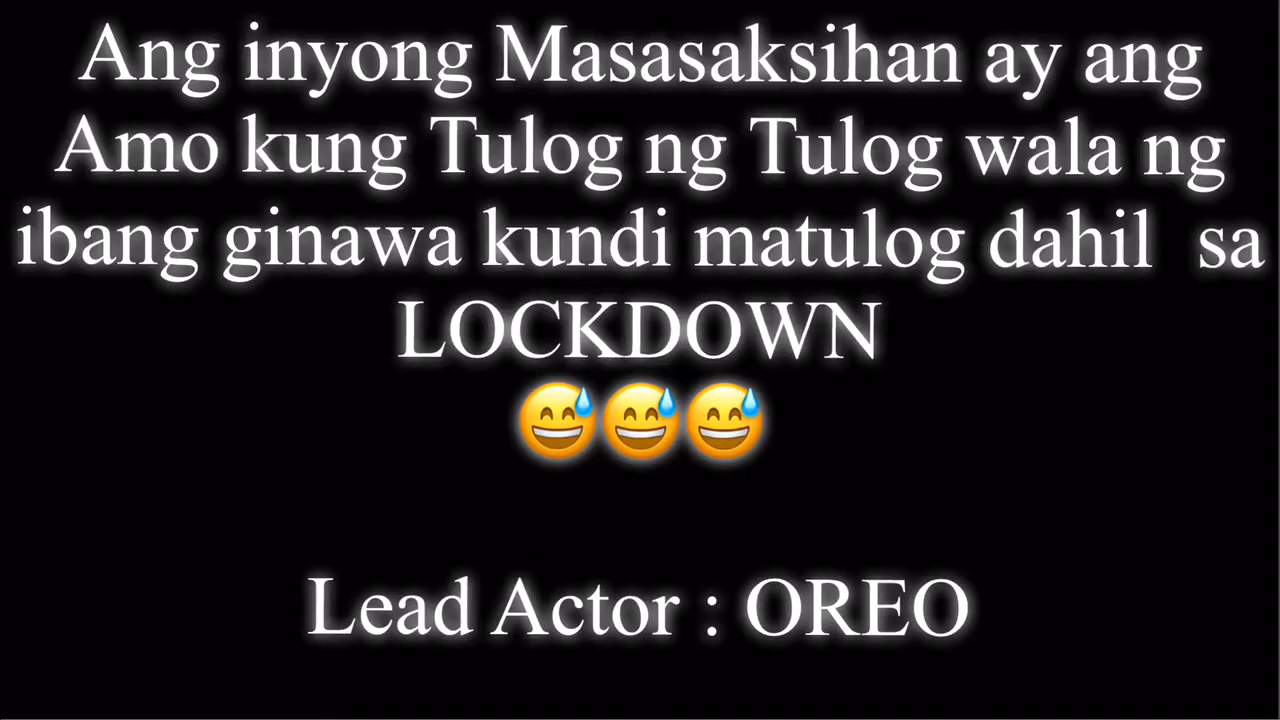 Ang inyong Masasaksihan ay ang
Amo kung Tulog ng Tulog wala ng
ibang ginawa kundi matulog dahil  sa
LOCKDOWN
😅😅😅
Lead Actor : OREO